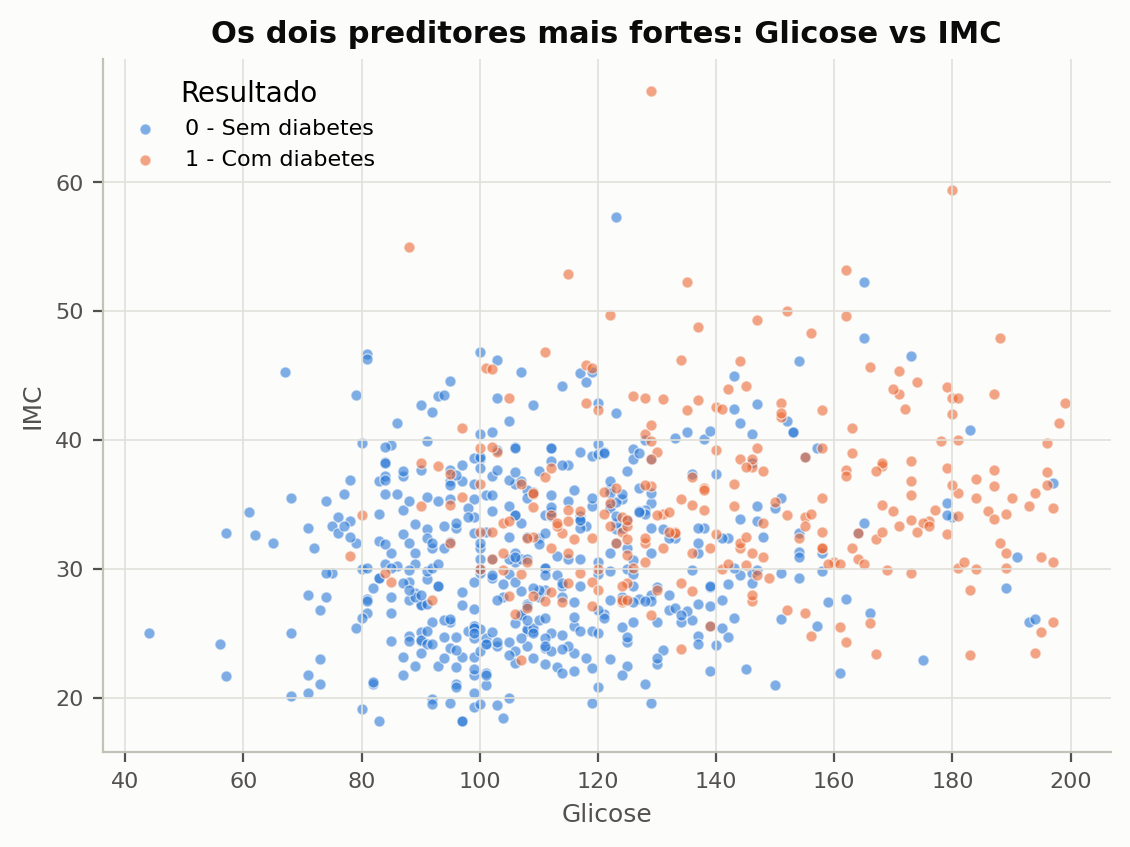 Os dois preditores mais fortes: Glicose vs IMC
Resultado
0 - Sem diabetes
1 - Com diabetes
60
50
40
30
20
IMC
40 60 80 100 120 140 160 180 200
Glicose